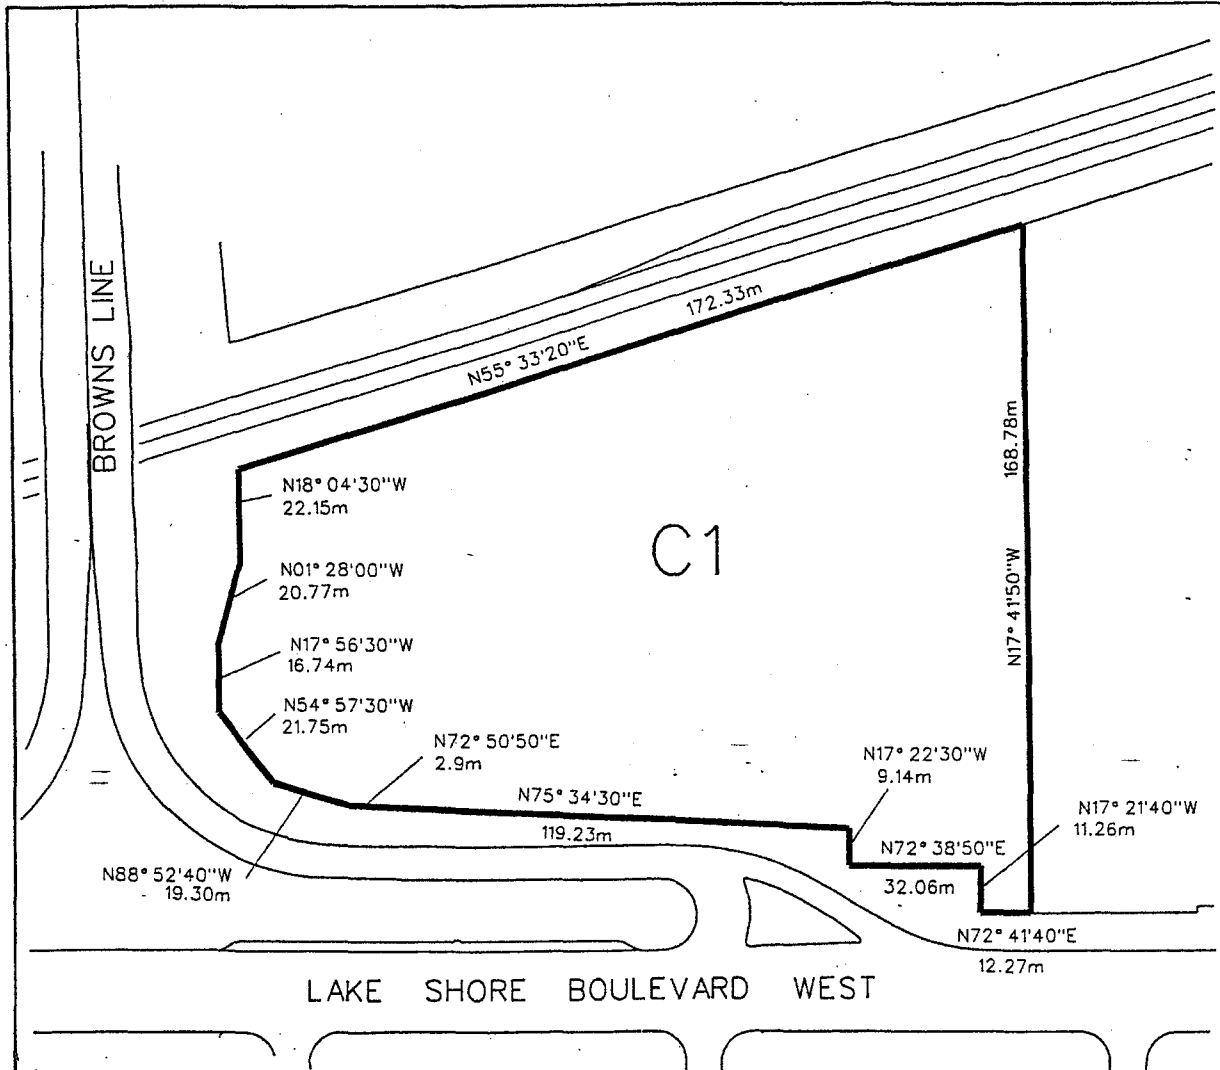 172.33m
N55° 33'20"E
BROWNS LINE
168.78m
N17° 41'50"W
N18° 04'30"W
22.15m
C1
N01° 28'00"W
20.77m
N17° 56'30"W
16.74m
N54° 57'30"W
21.75m
N72° 50'50"E
2.9m
N17° 22'30"W
9.14m
N75° 34'30"E
119.23m
N17° 21'40"W
11.26m
N72° 38'50"E
32.06m
N88° 52'40"W
19.30m
N72° 41'40"E
12.27m
LAKE SHORE BOULEVARD WEST